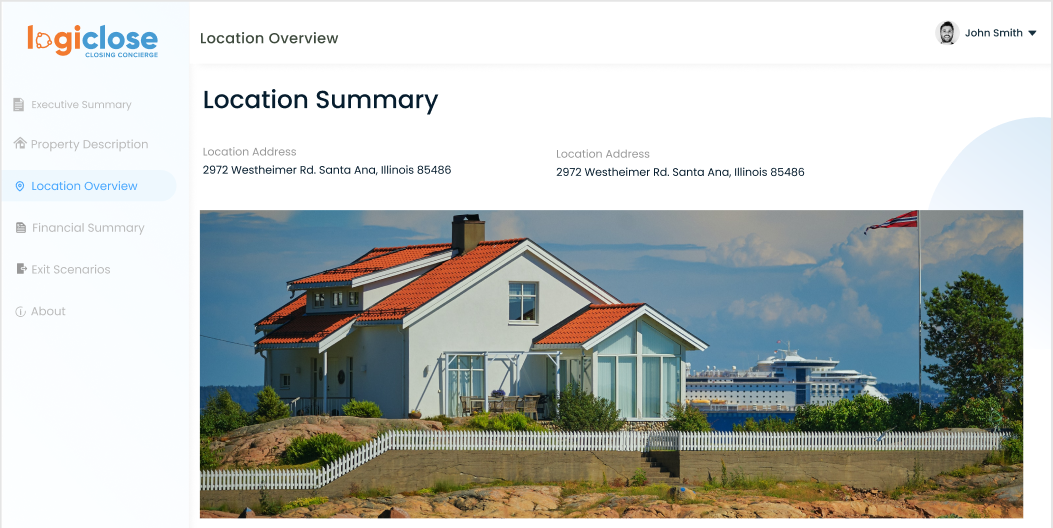 logiclose
CLOSING CONCIERGE
Executive Summary
Property Description
Location Overview
Financial Summary
Exit Scenarios
About
Location Overview
John Smith
Location Summary
Location Address
2972 Westheimer Rd. Santa Ana, Illinois 85486
Location Address
2972 Westheimer Rd. Santa Ana, Illinois 85486